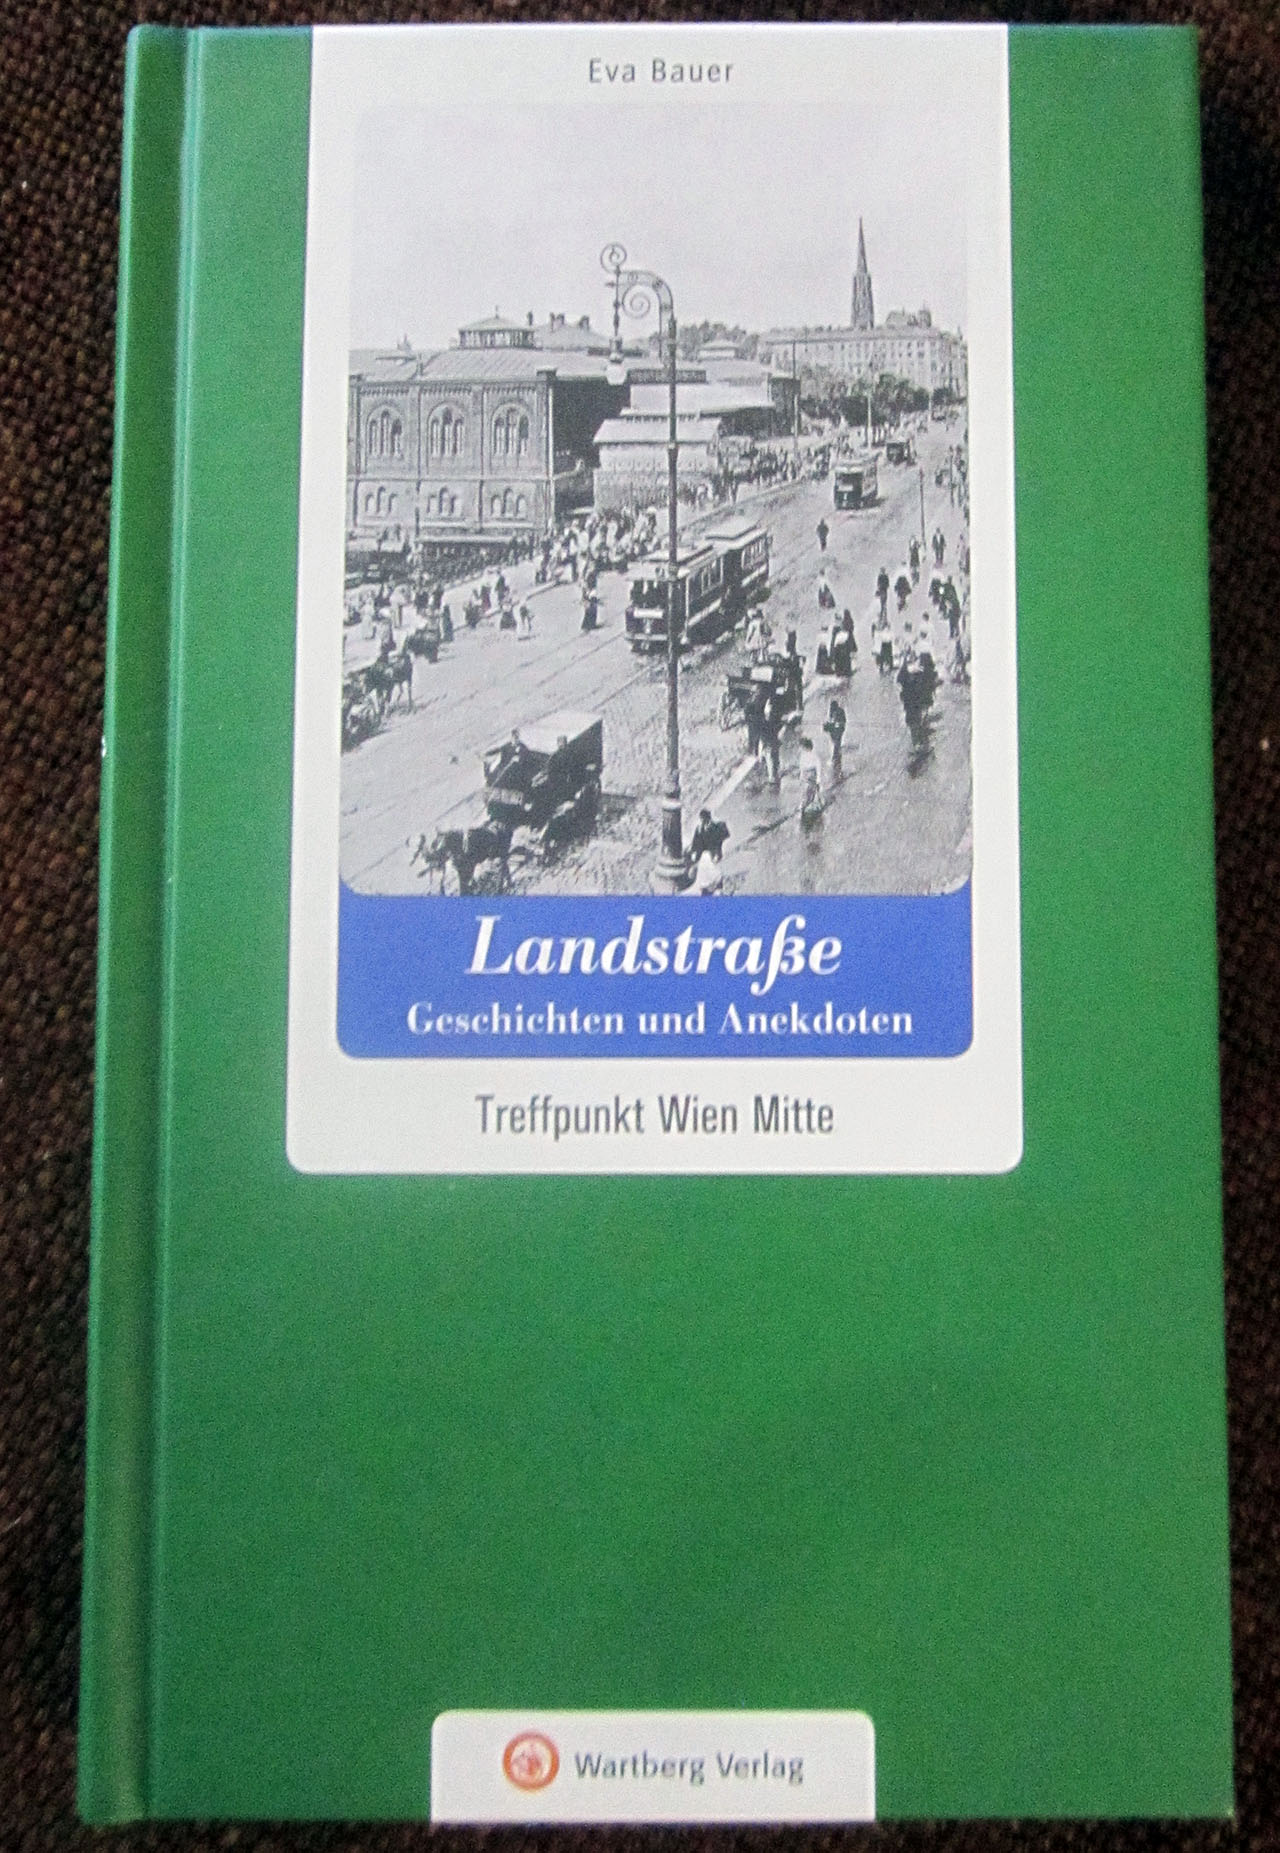 Eva Bauer
Landstraße
Geschichten und Anekdoten
Treffpunkt Wien Mitte
Wartberg Verlag